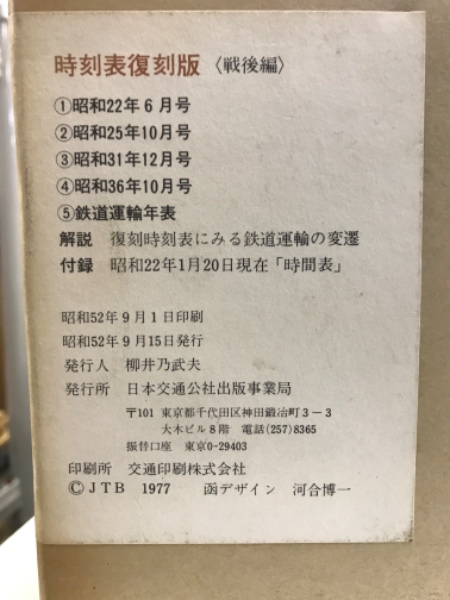 時刻表復刻版〈戦後編〉
①昭和22年6月号
②昭和25年10月号
③昭和31年12月号
④昭和36年10月号
⑤鉄道運輸年表
解説 復刻時刻表にみる鉄道運輸の変遷
付録 昭和22年1月20日現在「時間表」
昭和52年9月1日印刷
昭和52年9月15日発行
発行人 柳井乃武夫
発行所 日本交通公社出版事業局
〒101 東京都千代田区神田鍛冶町3−3
大木ビル8階 電話(257)8365
振替口座 東京0-29403
印刷所 交通印刷株式会社
©JTB 1977 函デザイン 河合博一